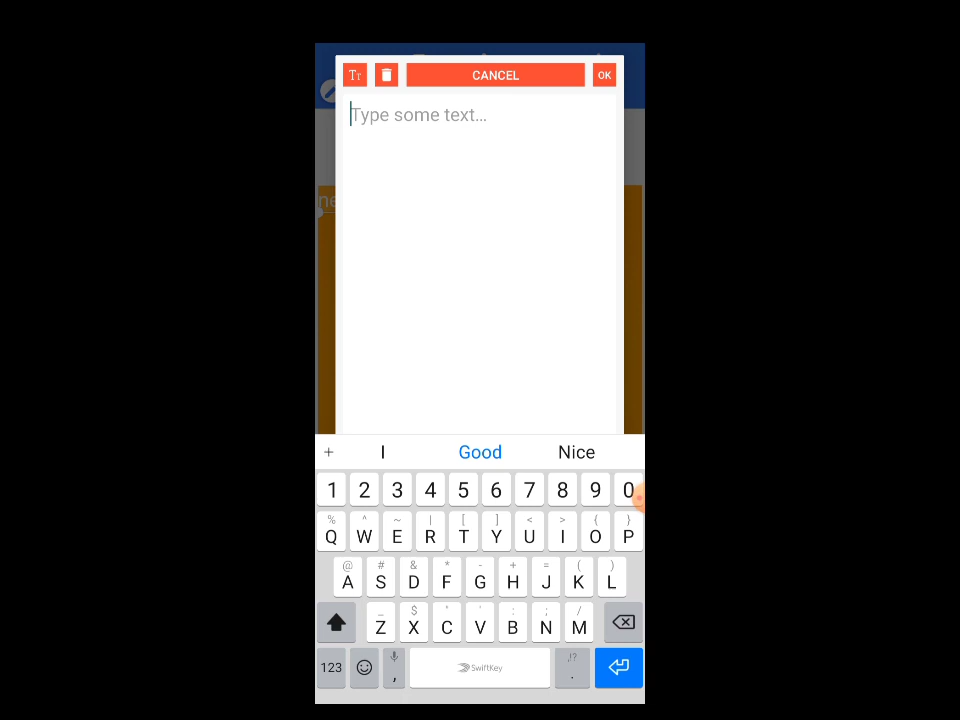 Tt CANCEL OK
Type some text...
ne
+ I Good Nice
1 2 3 4 5 6 7 8 9 0
% ^ ~ | [ ] < > { }
Q W E R T Y U I O P
@ # & * - + = ( )
A S D F G H J K L
_ $ " ' : ; /
Z X C V B N M
,!?
123 , SwiftKey .